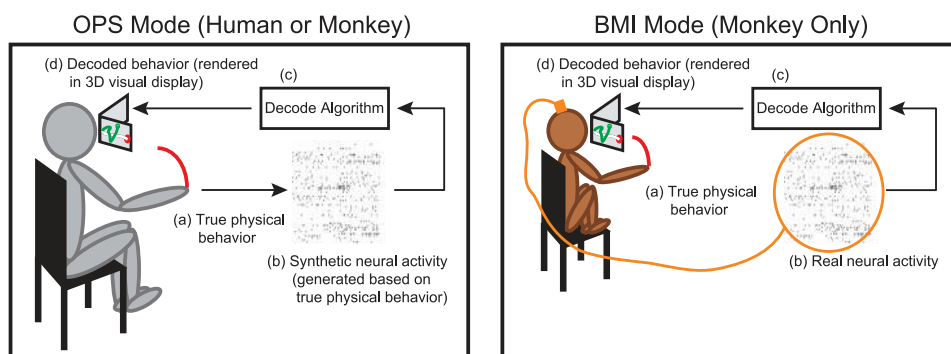 OPS Mode (Human or Monkey)
(d) Decoded behavior (rendered
in 3D visual display)
(c)
Decode Algorithm
(a) True physical
behavior
(b) Synthetic neural activity
(generated based on
true physical behavior)
BMI Mode (Monkey Only)
(d) Decoded behavior (rendered
in 3D visual display)
(c)
Decode Algorithm
(a) True physical
behavior
(b) Real neural activity